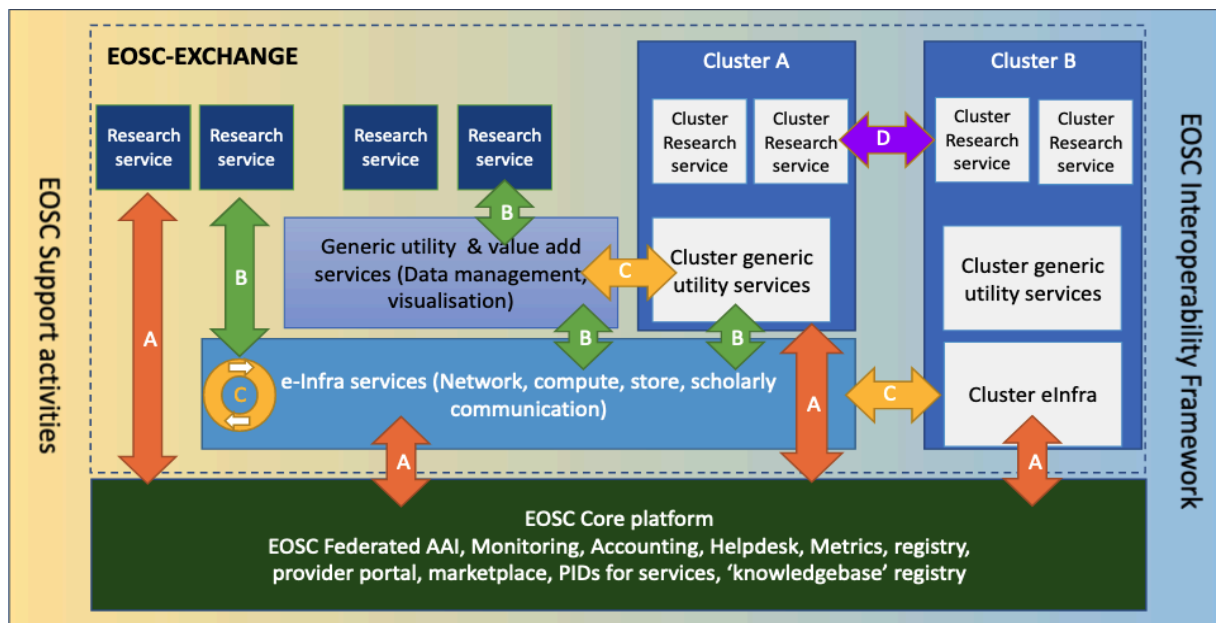 EOSC-EXCHANGE
Cluster A
Cluster B
Research
service
Research
service
Research
service
Research
service
Cluster
Research
service
Cluster
Research
service
D
Cluster
Research
service
Cluster
Research
service
EOSC Support activities
EOSC Interoperability Framework
A
B
B
Generic utility & value add
services (Data management,
visualisation)
C
Cluster generic
utility services
Cluster generic
utility services
B
B
C
e-Infra services (Network, compute, store, scholarly
communication)
A
C
Cluster eInfra
A
A
EOSC Core platform
EOSC Federated AAI, Monitoring, Accounting, Helpdesk, Metrics, registry,
provider portal, marketplace, PIDs for services, ‘knowledgebase’ registry